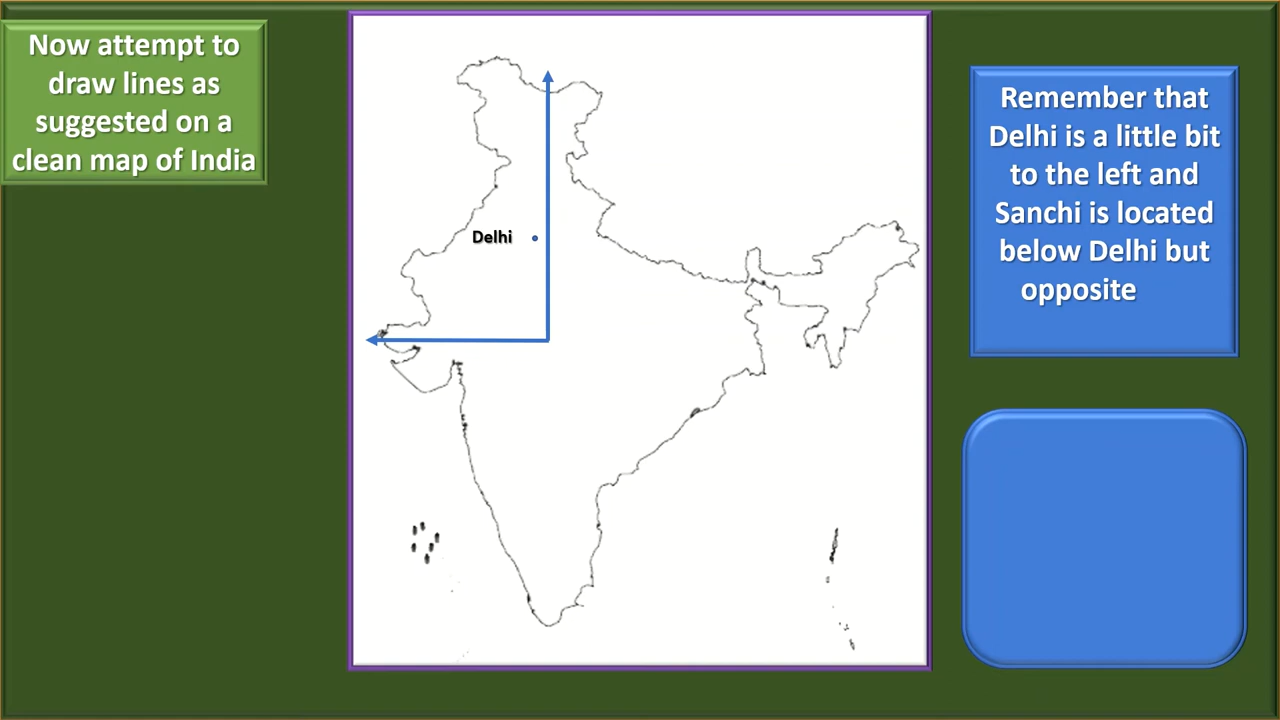 Now attempt to
draw lines as
suggested on a
clean map of India
Delhi
Remember that
Delhi is a little bit
to the left and
Sanchi is located
below Delhi but
opposite